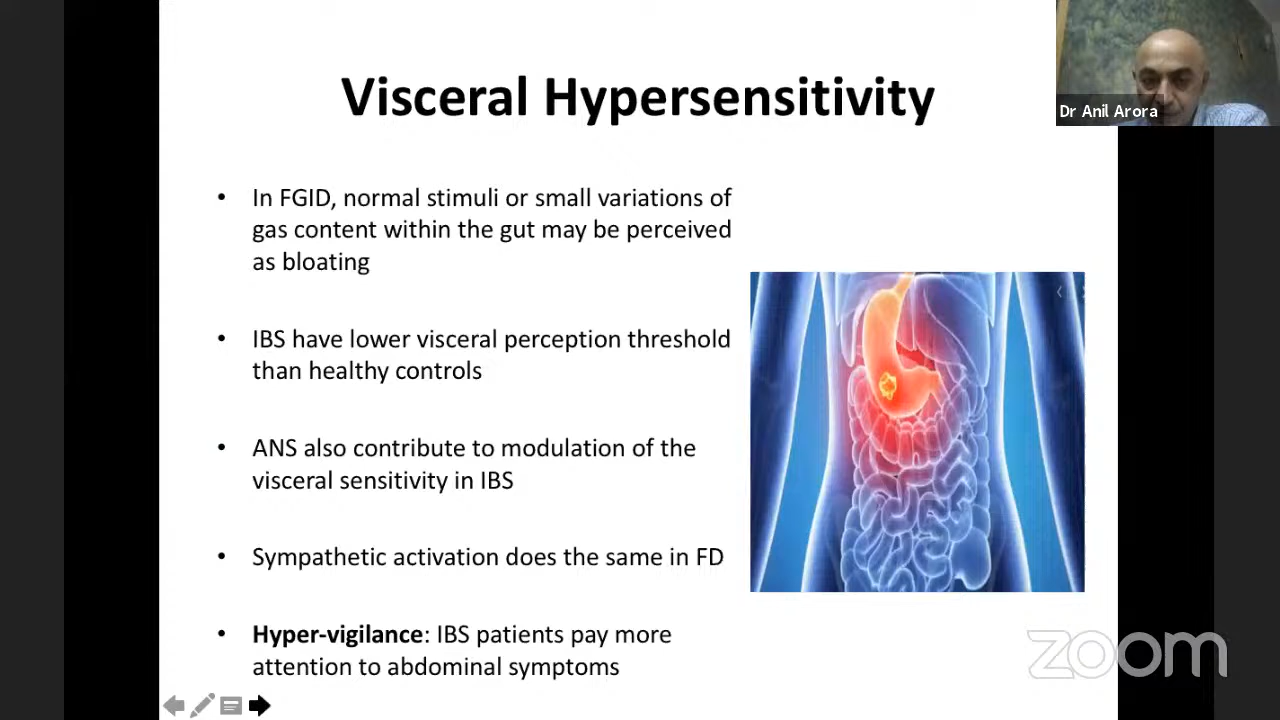 Visceral Hypersensitivity
Dr Anil Arora
• In FGID, normal stimuli or small variations of
gas content within the gut may be perceived
as bloating
• IBS have lower visceral perception threshold
than healthy controls
• ANS also contribute to modulation of the
visceral sensitivity in IBS
• Sympathetic activation does the same in FD
• Hyper-vigilance: IBS patients pay more
attention to abdominal symptoms
zoom